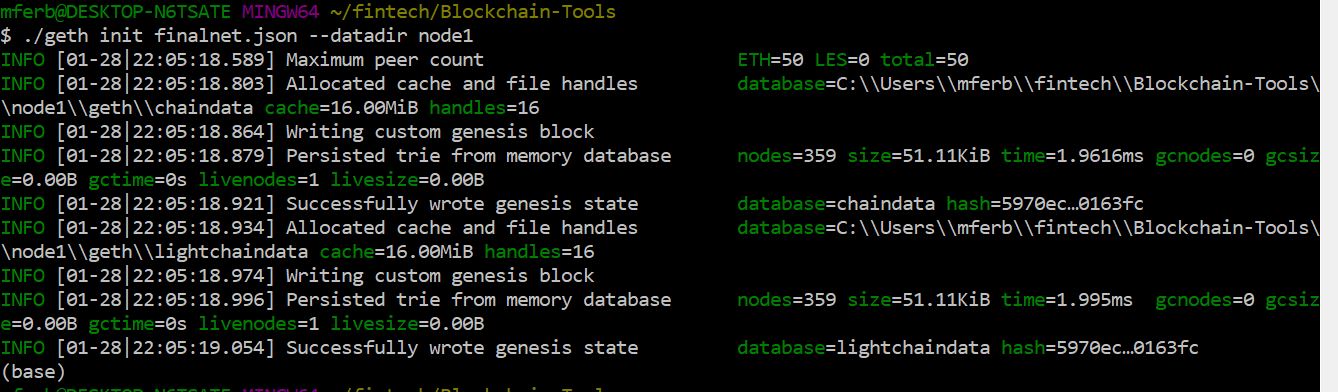 mferb@DESKTOP-N6TSATE MINGW64 ~/fintech/Blockchain-Tools
$ ./geth init finalnet.json --datadir node1
INFO [01-28|22:05:18.589] Maximum peer count                       ETH=50 LES=0 total=50
INFO [01-28|22:05:18.803] Allocated cache and file handles         database=C:\\Users\\mferb\\fintech\\Blockchain-Tools\
\node1\\geth\\chaindata cache=16.00MiB handles=16
INFO [01-28|22:05:18.864] Writing custom genesis block
INFO [01-28|22:05:18.879] Persisted trie from memory database      nodes=359 size=51.11KiB time=1.9616ms gcnodes=0 gcsiz
e=0.00B gctime=0s livenodes=1 livesize=0.00B
INFO [01-28|22:05:18.921] Successfully wrote genesis state         database=chaindata hash=5970ec…0163fc
INFO [01-28|22:05:18.934] Allocated cache and file handles         database=C:\\Users\\mferb\\fintech\\Blockchain-Tools\
\node1\\geth\\lightchaindata cache=16.00MiB handles=16
INFO [01-28|22:05:18.974] Writing custom genesis block
INFO [01-28|22:05:18.996] Persisted trie from memory database      nodes=359 size=51.11KiB time=1.995ms  gcnodes=0 gcsiz
e=0.00B gctime=0s livenodes=1 livesize=0.00B
INFO [01-28|22:05:19.054] Successfully wrote genesis state         database=lightchaindata hash=5970ec…0163fc
(base)
mferb@DESKTOP-N6TSATE MINGW64 ~/fintech/Blockchain-Tools